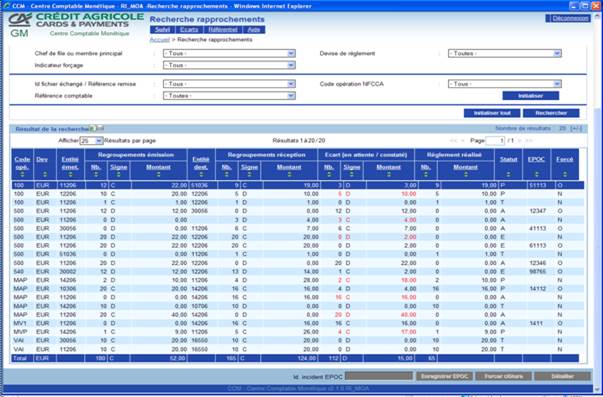 CCM - Centre Comptable Monétique - RI_MOA -Recherche rapprochements - Windows Internet Explorer
CRÉDIT AGRICOLE
CARDS & PAYMENTS
GM Centre Comptable Monétique
Recherche rapprochements
Déconnexion
Suivi | Ecarts | Référentiel | Aide
Accueil > Recherche rapprochements
Chef de file ou membre principal : - Tous - Devise de règlement : - Toutes -
Indicateur forçage : - Tous -
Id fichier échangé / Référence remise : - Tous - Code opération NFCCA : - Tous -
Référence comptable : - Toutes - Initialiser
Initialiser tout Rechercher
Résultat de la recherche Nombre de résultats : 20 [+/-]
Afficher 25 Résultats par page Résultats 1 à 20 / 20 Page 1 / 1
Code opé. Dev Entité émet. Regroupements émission Entité dest. Regroupements réception Ecart (en attente / constaté) Règlement réalisé Statut EPOC Forcé
Nb. Signe Montant Nb. Signe Montant Nb. Signe Montant Nb. Montant
100 EUR 11206 12 C 22,00 51036 9 C 19,00 3 D 3,00 9 19,00 P 51113 O
100 EUR 12206 10 C 20,00 12206 5 D 10,00 5 D 10,00 5 10,00 P N
100 EUR 11206 1 C 1,00 12206 1 D 1,00 0 D 0,00 1 1,00 T N
500 EUR 11206 12 D 12,00 30056 0 D 0,00 12 D 12,00 0 0,00 A 12347 O
500 EUR 11206 0 D 0,00 3 D 4,00 3 C 4,00 0 0,00 A O
500 EUR 30056 0 D 0,00 11206 6 C 7,00 6 C 7,00 0 0,00 A 41113 O
500 EUR 11206 22 C 20,00 11206 20 D 20,00 0 D 2,00 0 0,00 E N
500 EUR 11206 20 C 20,00 11206 20 D 20,00 0 D 0,00 0 0,00 E 61113 O
500 EUR 51036 0 D 0,00 11206 1 C 1,00 1 C 1,00 0 0,00 A N
500 EUR 11206 22 D 22,00 12206 0 D 0,00 22 D 22,00 0 0,00 A 12346 O
540 EUR 30002 12 D 12,00 12206 13 D 14,00 1 C 2,00 0 0,00 E 98765 O
MAP EUR 14206 2 D 10,00 11206 4 D 28,00 2 C 18,00 2 10,00 P N
MAP EUR 10306 20 C 20,00 14206 16 C 16,00 4 D 4,00 16 16,00 P 14112 O
MAP EUR 11206 0 C 0,00 14206 16 C 16,00 16 C 16,00 0 0,00 A N
MAP EUR 11206 10 D 0,00 10706 10 D 0,00 0 D 0,00 10 0,00 T N
MAP EUR 11206 20 D 40,00 14206 0 D 0,00 20 D 40,00 0 0,00 A N
MV1 EUR 11206 0 D 0,00 14206 16 C 16,00 16 C 16,00 0 0,00 A 1411 O
MVP EUR 14206 1 C 9,00 11206 5 C 26,00 4 C 17,00 1 9,00 P N
VAI EUR 30056 10 C 20,00 16550 10 C 20,00 0 D 0,00 10 20,00 T N
VAI EUR 11206 10 C 20,00 16550 10 C 20,00 0 D 0,00 10 20,00 T N
Total EUR 180 C 52,00 165 C 124,00 112 D 15,00 65
Id. incident EPOC Enregistrer EPOC Forcer clôture Détailler
CCM - Centre Comptable Monétique v2.1.0 RI_MOA